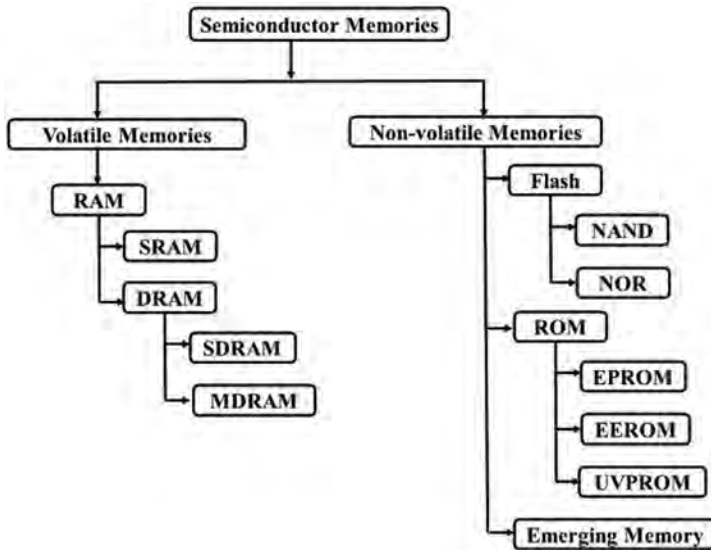 Semiconductor Memories
Volatile Memories
RAM
SRAM
DRAM
SDRAM
MDRAM
Non-volatile Memories
Flash
NAND
NOR
ROM
EPROM
EEROM
UVPROM
Emerging Memory